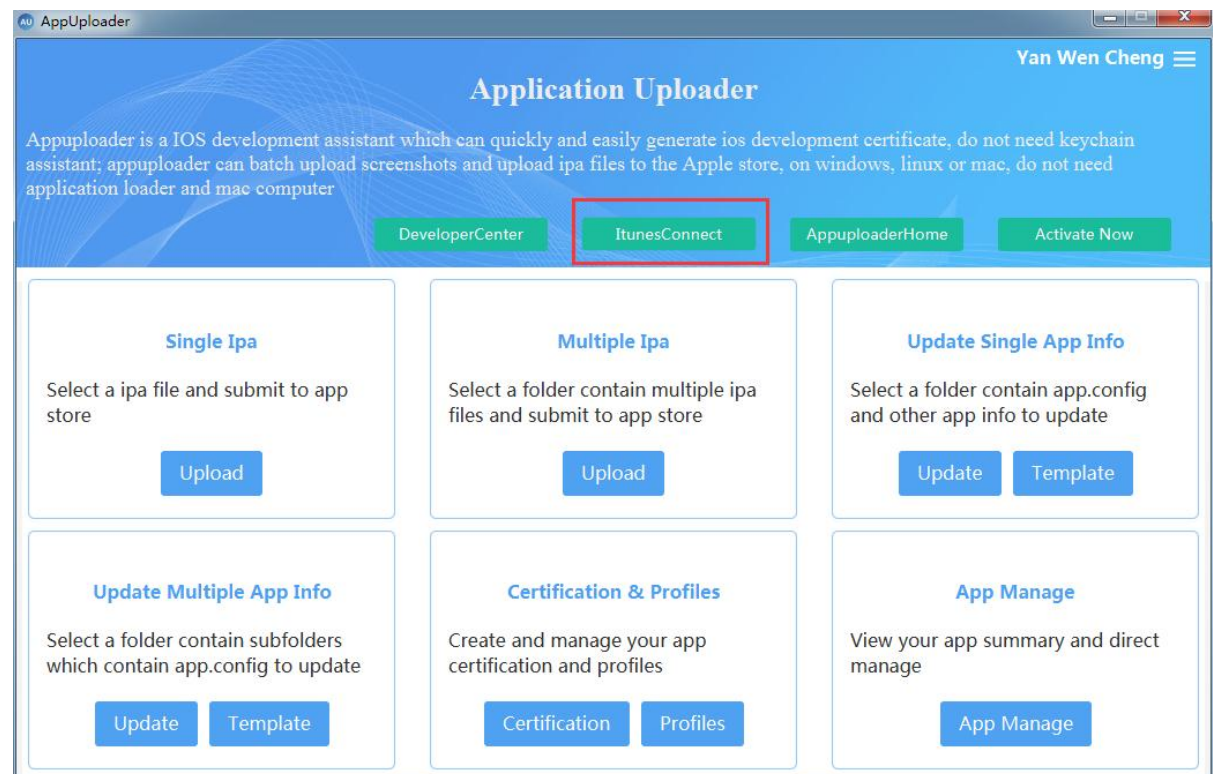 AU AppUploader
Yan Wen Cheng
Application Uploader
Appuploader is a IOS development assistant which can quickly and easily generate ios development certificate, do not need keychain
assistant; appuploader can batch upload screenshots and upload ipa files to the Apple store, on windows, linux or mac, do not need
application loader and mac computer
DeveloperCenter ItunesConnect AppuploaderHome Activate Now
Single Ipa
Select a ipa file and submit to app
store
Upload
Multiple Ipa
Select a folder contain multiple ipa
files and submit to app store
Upload
Update Single App Info
Select a folder contain app.config
and other app info to update
Update Template
Update Multiple App Info
Select a folder contain subfolders
which contain app.config to update
Update Template
Certification & Profiles
Create and manage your app
certification and profiles
Certification Profiles
App Manage
View your app summary and direct
manage
App Manage